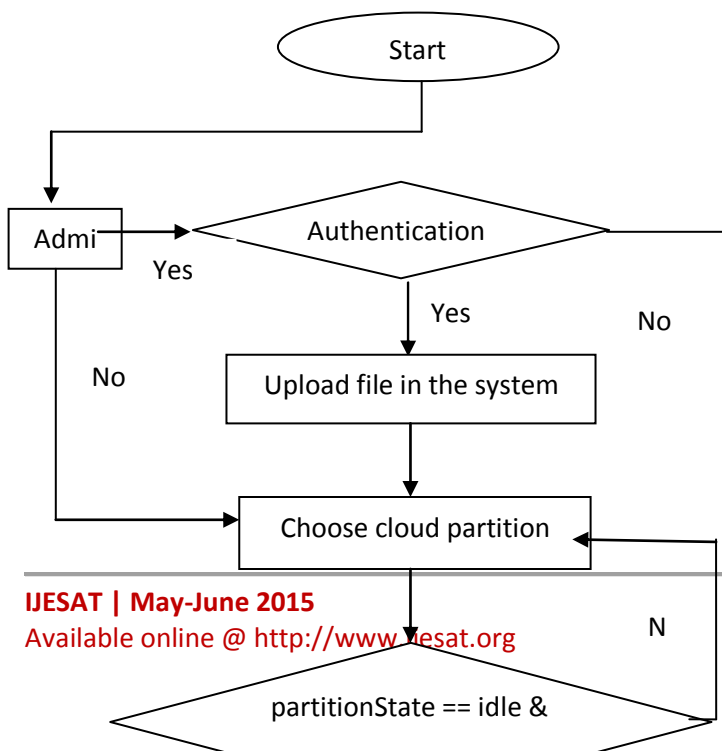 Start
Admi
Authentication
Yes
Yes
No
No
Upload file in the system
Choose cloud partition
IJESAT | May-June 2015
Available online @ http://www.ijesat.org
N
partitionState == idle &